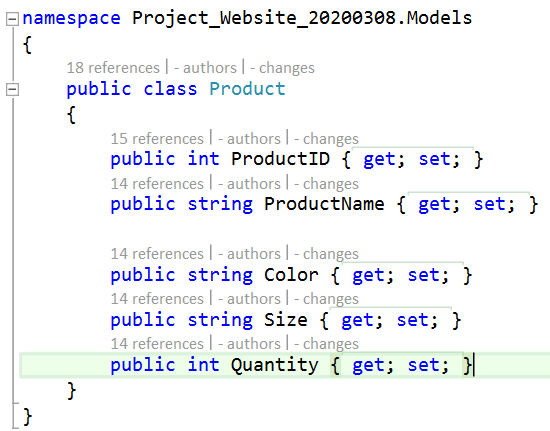 namespace Project_Website_20200308.Models
{
18 references | - authors | - changes
public class Product
{
15 references | - authors | - changes
public int ProductID { get; set; }
14 references | - authors | - changes
public string ProductName { get; set; }
14 references | - authors | - changes
public string Color { get; set; }
14 references | - authors | - changes
public string Size { get; set; }
14 references | - authors | - changes
public int Quantity { get; set; }
}
}